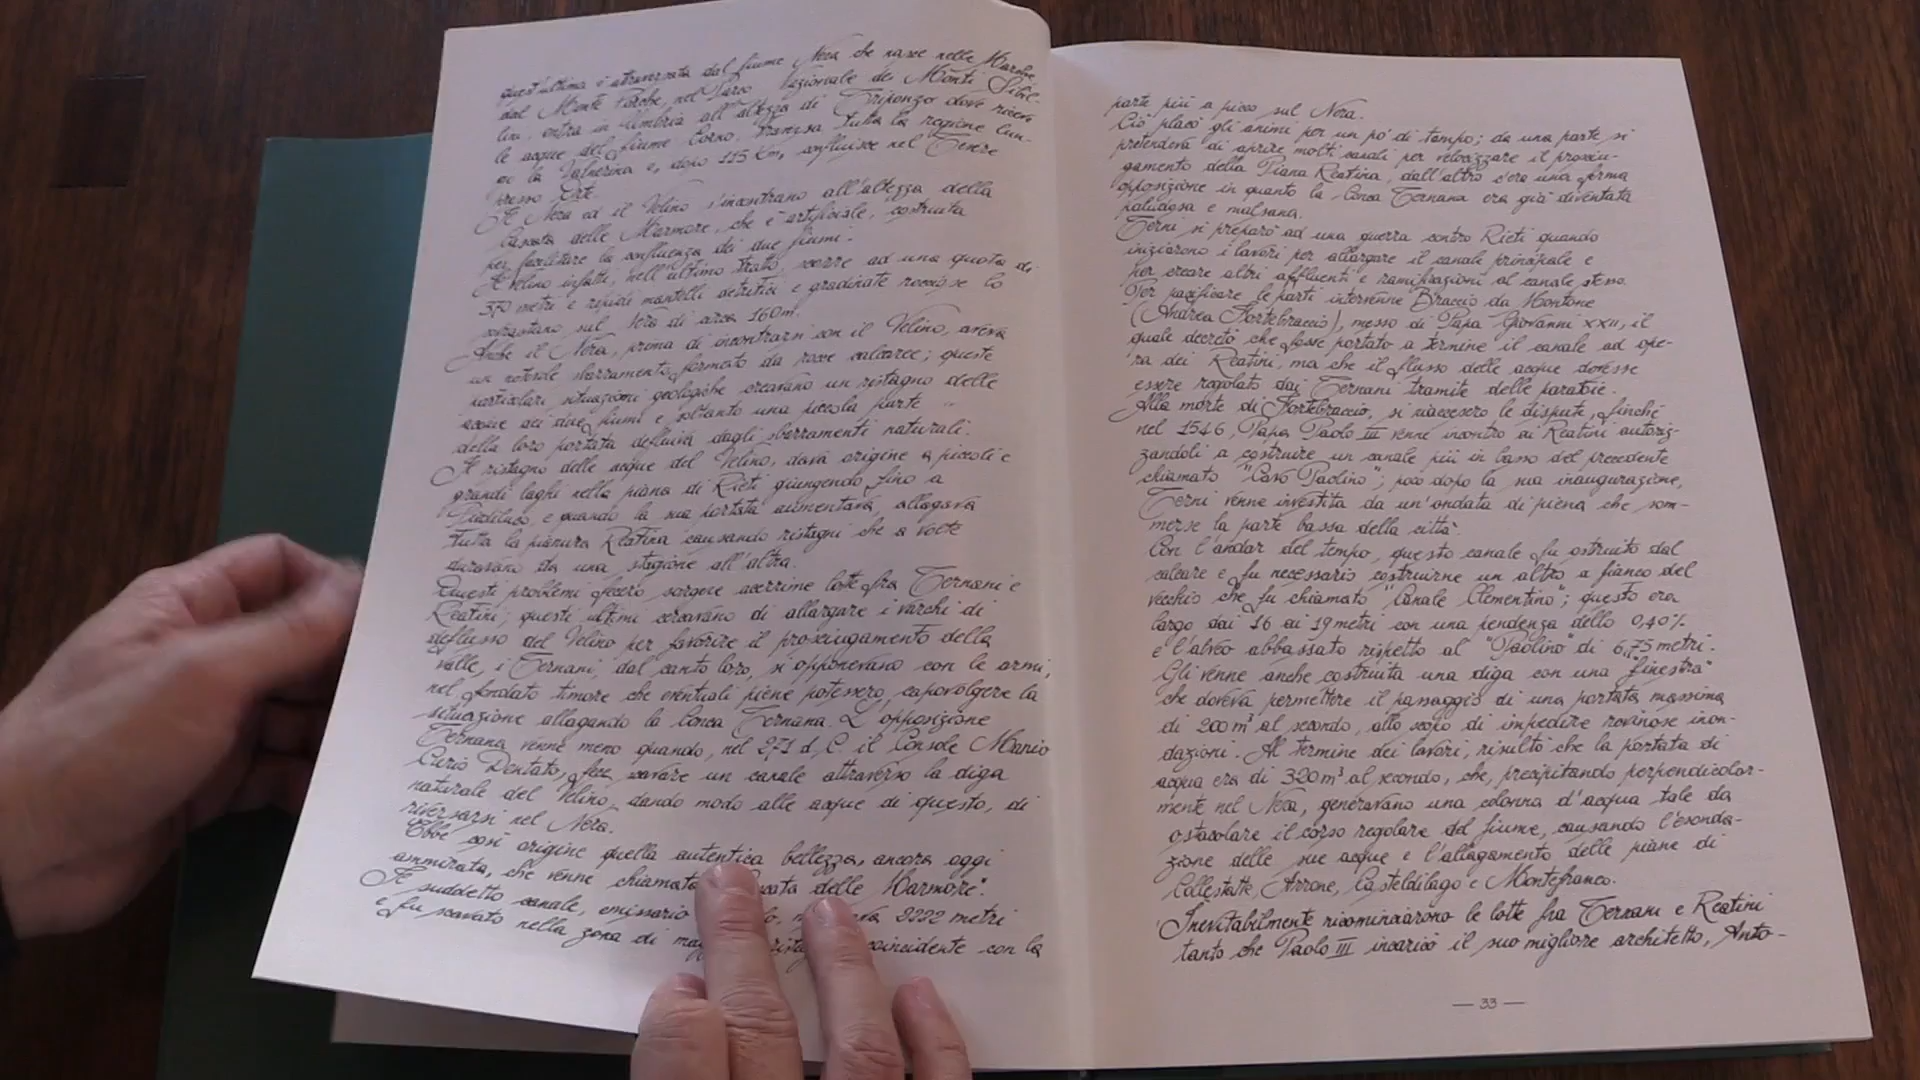 quest'ultima è attraversata dal fiume Nera che nasce nelle Marche
dal Monte Porche, nel Parco Nazionale dei Monti Sibil-
lini, entra in Umbria all'altezza di Triponzo dove riceve
le acque del fiume Corno. Attraversa tutta la regione lun-
go la Valnerina e, dopo 115 Km, confluisce nel Tevere
presso Orte.
Il Nera ed il Velino s'incontrano all'altezza della
Cascata delle Marmore, che è artificiale, costruita
per facilitare la confluenza dei due fiumi.
Il Velino infatti, nell'ultimo tratto, scorre ad una quota di
370 metri e ripidi mantelli detritici e gradinate rocciose lo
sovrastano sul Nera di circa 160m.
Anche il Nera, prima di incontrarsi con il Velino, aveva
un notevole sbarramento formato da rocce calcaree; queste
particolari situazioni geologiche creavano un ristagno delle
acque dei due fiumi e soltanto una piccola parte
della loro portata defluiva dagli sbarramenti naturali.
Il ristagno delle acque del Velino, dava origine a piccoli e
grandi laghi nella piana di Rieti giungendo fino a
Piediluco, e quando la sua portata aumentava, allagava
tutta la pianura Reatina causando ristagni che a volte
duravano da una stagione all'altra.
Questi problemi fecero sorgere acerrime lotte fra Ternani e
Reatini; questi ultimi cercavano di allargare i varchi di
deflusso del Velino per favorire il prosciugamento della
valle, i Ternani, dal canto loro, si opponevano con le armi,
nel fondato timore che eventuali piene potessero capovolgere la
situazione allagando la Conca Ternana. L'opposizione
Ternana venne meno quando, nel 271 d.C. il Console Manio
Curio Dentato, fece scavare un canale attraverso la diga
naturale del Velino, dando modo alle acque di questo, di
riversarsi nel Nera.
Ebbe così origine quella autentica bellezza, ancora oggi
ammirata, che venne chiamata delle Marmore".
Il suddetto canale, emissario 2222 metri
e fu scavato nella zona di coincidente con la
parte più a picco sul Nera.
Ciò placò gli animi per un po' di tempo; da una parte si
pretendeva di aprire molti canali per velocizzare il prosciu-
gamento della Piana Reatina, dall'altro c'era una ferma
opposizione in quanto la Conca Ternana era già diventata
paludosa e malsana.
Terni si preparò ad una guerra contro Rieti quando
iniziarono i lavori per allargare il canale principale e
per creare altri affluenti e ramificazioni al canale stesso.
Per pacificare le parti intervenne Braccio da Montone
(Andrea Fortebraccio), messo di Papa Giovanni XXII, il
quale decretò che fosse portato a termine il canale ad ope-
ra dei Reatini, ma che il flusso delle acque dovesse
essere regolato dai Ternani tramite delle paratoie.
Alla morte di Fortebraccio, si riaccesero le dispute, finché
nel 1546, Papa Paolo III venne incontro ai Reatini autoriz-
zandoli a costruire un canale più in basso del precedente
chiamato "Cavo Paolino"; poco dopo la sua inaugurazione,
Terni venne investita da un'ondata di piena che som-
merse la parte bassa della città.
Con l'andar del tempo, questo canale fu ostruito dal
calcare e fu necessario costruirne un altro a fianco del
vecchio che fu chiamato "Canale Clementino"; questo era
largo dai 16 ai 19 metri con una pendenza dello 0,40%
e l'alveo abbassato rispetto al "Paolino" di 6,75 metri.
Gli venne anche costruita una diga con una "finestra"
che doveva permettere il passaggio di una portata massima
di 200 m³ al secondo, allo scopo di impedire rovinose inon-
dazioni. Al termine dei lavori, risultò che la portata di
acqua era di 320 m³ al secondo, che, precipitando perpendicolar-
mente nel Nera, generavano una colonna d'acqua tale da
ostacolare il corso regolare del fiume, causando l'esonda-
zione delle sue acque e l'allagamento delle piane di
Collestatte, Arrone, Casteldilago e Montefranco.
Inevitabilmente ricominciarono le lotte fra Ternani e Reatini
tanto che Paolo III incaricò il suo migliore architetto, Anto-
— 33 —